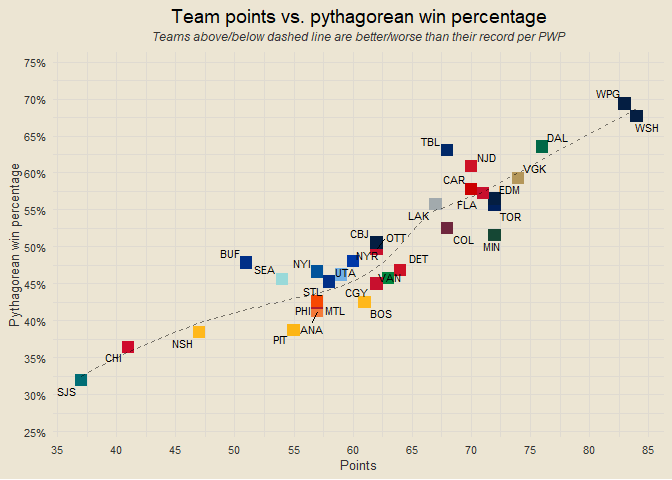 Team points vs. pythagorean win percentage
Teams above/below dashed line are better/worse than their record per PWP
Pythagorean win percentage
75%
70%
65%
60%
55%
50%
45%
40%
35%
30%
25%
WPG
WSH
TBL
DAL
NJD
VGK
CAR
EDM
FLA
LAK
TOR
COL
MIN
CBJ
OTT
BUF
NYR
DET
SEA
NYI
UTA
VAN
STL
CGY
PHI
MTL
BOS
ANA
PIT
NSH
CHI
SJS
35 40 45 50 55 60 65 70 75 80 85
Points